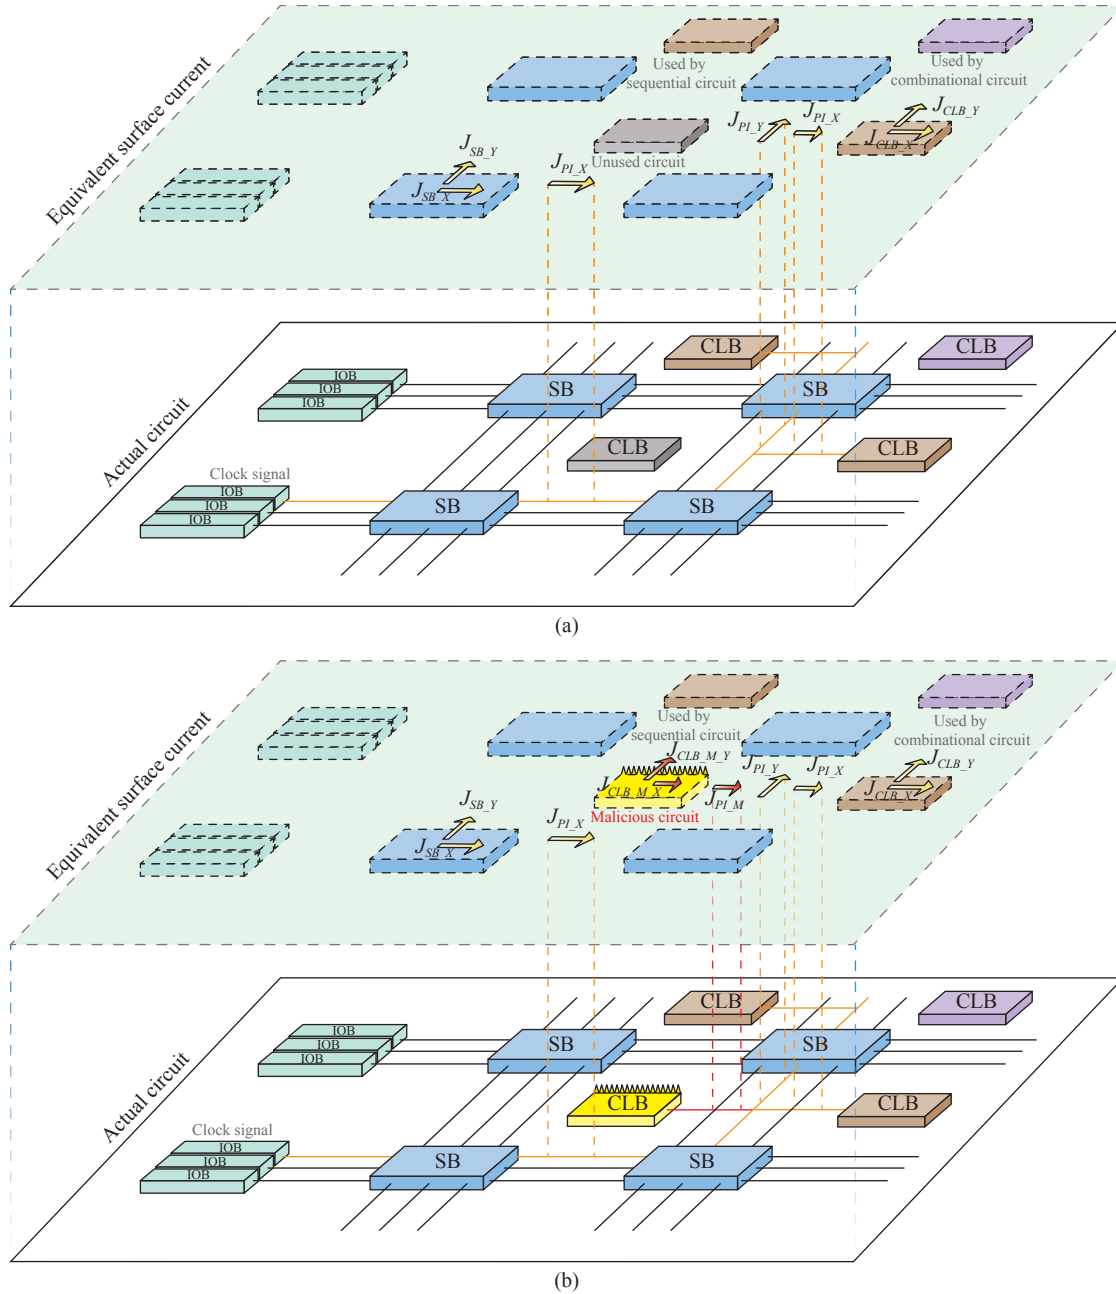 Equivalent surface current
Used by
sequential circuit
Used by
combinational circuit
J_PI_Y
J_PI_X
J_CLB_Y
J_CLB_X
J_SB_Y
J_SB_X
J_PI_X
Unused circuit
Actual circuit
CLB
CLB
IOB
IOB
IOB
SB
SB
CLB
CLB
Clock signal
IOB
IOB
IOB
SB
SB
(a)
Equivalent surface current
Used by
sequential circuit
Used by
combinational circuit
J_CLB_M_Y
J_CLB_M_X
J_PI_M
J_PI_Y
J_PI_X
J_CLB_Y
J_CLB_X
Malicious circuit
J_SB_Y
J_SB_X
J_PI_X
Actual circuit
CLB
CLB
IOB
IOB
IOB
SB
SB
CLB
CLB
Clock signal
IOB
IOB
IOB
SB
SB
(b)